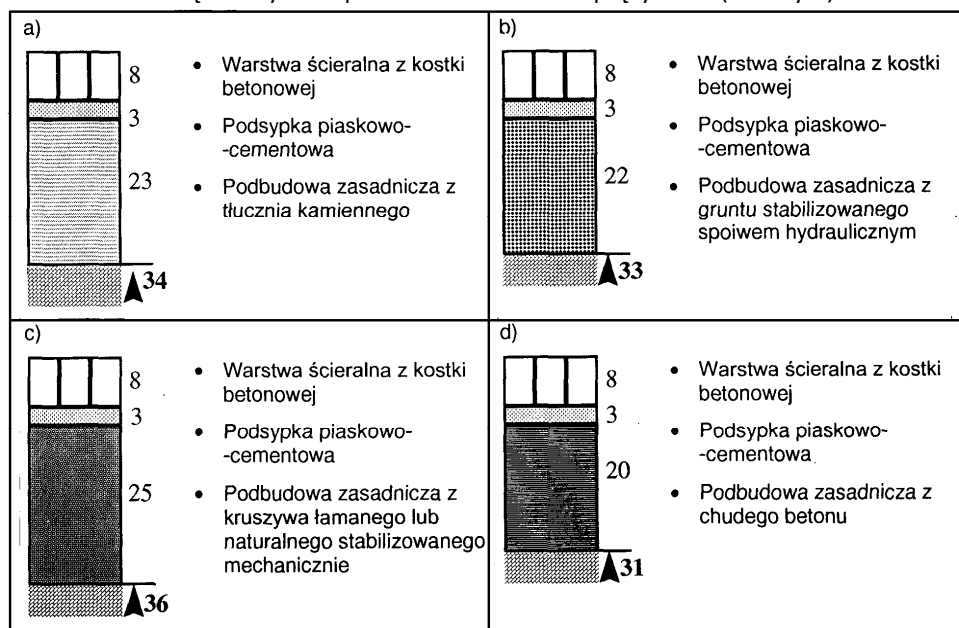 a)
8
3
23
34
• Warstwa ścieralna z kostki
betonowej
• Podsypka piaskowo-
-cementowa
• Podbudowa zasadnicza z
tłucznia kamiennego
b)
8
3
22
33
• Warstwa ścieralna z kostki
betonowej
• Podsypka piaskowo-
-cementowa
• Podbudowa zasadnicza z
gruntu stabilizowanego
spoiwem hydraulicznym
c)
8
3
25
36
• Warstwa ścieralna z kostki
betonowej
• Podsypka piaskowo-
-cementowa
• Podbudowa zasadnicza z
kruszywa łamanego lub
naturalnego stabilizowanego
mechanicznie
d)
8
3
20
31
• Warstwa ścieralna z kostki
betonowej
• Podsypka piaskowo-
-cementowa
• Podbudowa zasadnicza z
chudego betonu